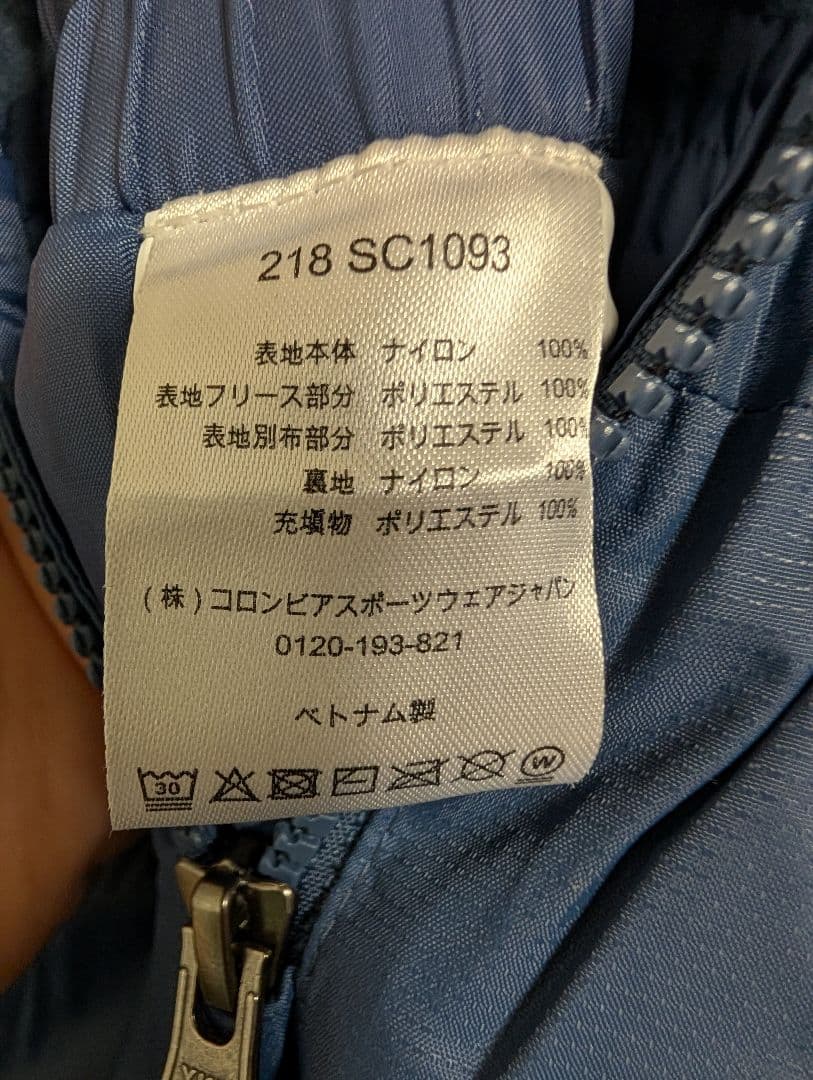 218 SC1093
表地本体 ナイロン 100%
表地フリース部分 ポリエステル 100%
表地別布部分 ポリエステル 100%
裏地 ナイロン 100%
充填物 ポリエステル 100%
(株)コロンビアスポーツウェアジャパン
0120-193-821
ベトナム製
30 W